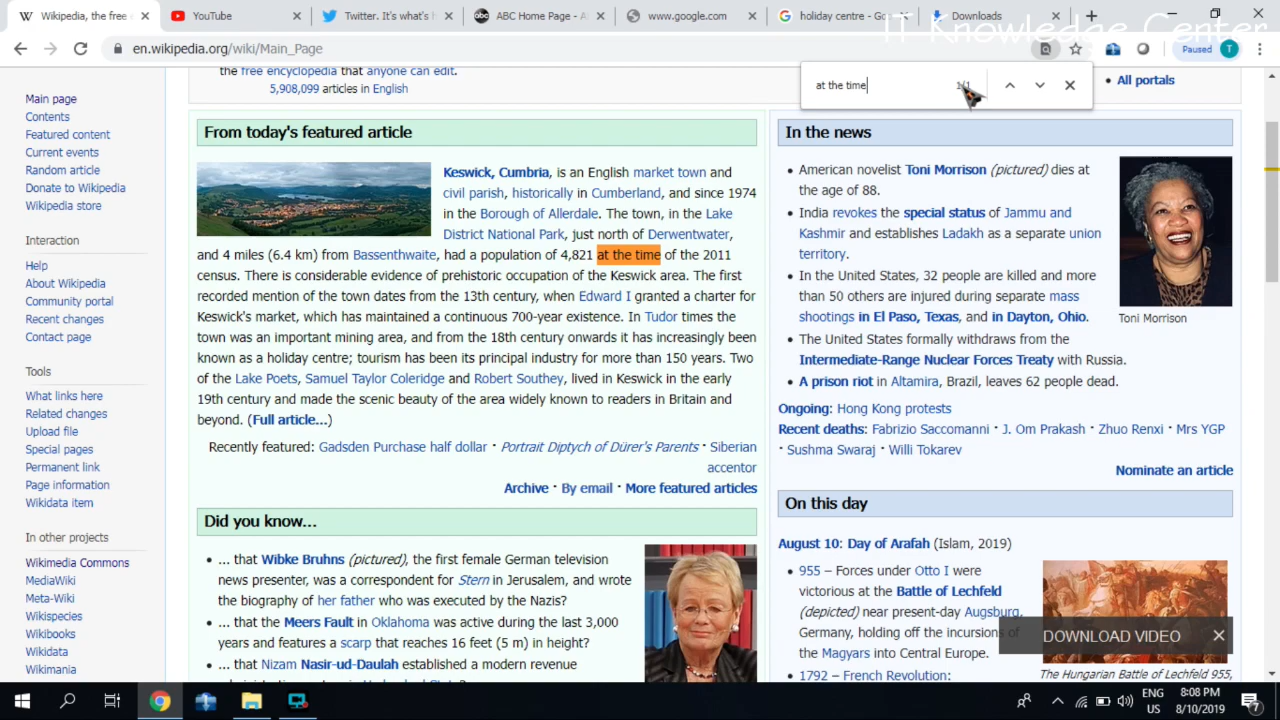 Wikipedia, the free
YouTube
Twitter. It's what's h
ABC Home Page - A
www.google.com
holiday centre - Go
Downloads
IT Knowledge Center
en.wikipedia.org/wiki/Main_Page
Paused
T
at the time
1/1
the free encyclopedia that anyone can edit.
5,908,099 articles in English
All portals
Main page
Contents
Featured content
Current events
Random article
Donate to Wikipedia
Wikipedia store
Interaction
Help
About Wikipedia
Community portal
Recent changes
Contact page
Tools
What links here
Related changes
Upload file
Special pages
Permanent link
Page information
Wikidata item
In other projects
Wikimedia Commons
MediaWiki
Meta-Wiki
Wikispecies
Wikibooks
Wikidata
Wikimania
From today's featured article
Keswick, Cumbria, is an English market town and
civil parish, historically in Cumberland, and since 1974
in the Borough of Allerdale. The town, in the Lake
District National Park, just north of Derwentwater,
and 4 miles (6.4 km) from Bassenthwaite, had a population of 4,821 at the time of the 2011
census. There is considerable evidence of prehistoric occupation of the Keswick area. The first
recorded mention of the town dates from the 13th century, when Edward I granted a charter for
Keswick's market, which has maintained a continuous 700-year existence. In Tudor times the
town was an important mining area, and from the 18th century onwards it has increasingly been
known as a holiday centre; tourism has been its principal industry for more than 150 years. Two
of the Lake Poets, Samuel Taylor Coleridge and Robert Southey, lived in Keswick in the early
19th century and made the scenic beauty of the area widely known to readers in Britain and
beyond. (Full article...)
Recently featured: Gadsden Purchase half dollar · Portrait Diptych of Dürer's Parents · Siberian
accentor
Archive · By email · More featured articles
Did you know...
... that Wibke Bruhns (pictured), the first female German television
news presenter, was a correspondent for Stern in Jerusalem, and wrote
the biography of her father who was executed by the Nazis?
... that the Meers Fault in Oklahoma was active during the last 3,000
years and features a scarp that reaches 16 feet (5 m) in height?
... that Nizam Nasir-ud-Daulah established a modern revenue
In the news
American novelist Toni Morrison (pictured) dies at
the age of 88.
India revokes the special status of Jammu and
Kashmir and establishes Ladakh as a separate union
territory.
In the United States, 32 people are killed and more
than 50 others are injured during separate mass
shootings in El Paso, Texas, and in Dayton, Ohio.
The United States formally withdraws from the
Intermediate-Range Nuclear Forces Treaty with Russia.
A prison riot in Altamira, Brazil, leaves 62 people dead.
Toni Morrison
Ongoing: Hong Kong protests
Recent deaths: Fabrizio Saccomanni · J. Om Prakash · Zhuo Renxi · Mrs YGP
· Sushma Swaraj · Willi Tokarev
Nominate an article
On this day
August 10: Day of Arafah (Islam, 2019)
955 – Forces under Otto I were
victorious at the Battle of Lechfeld
(depicted) near present-day Augsburg,
Germany, holding off the incursions of
the Magyars into Central Europe.
1792 – French Revolution:
The Hungarian Battle of Lechfeld 955,
DOWNLOAD VIDEO
ENG
US
8:08 PM
8/10/2019
7